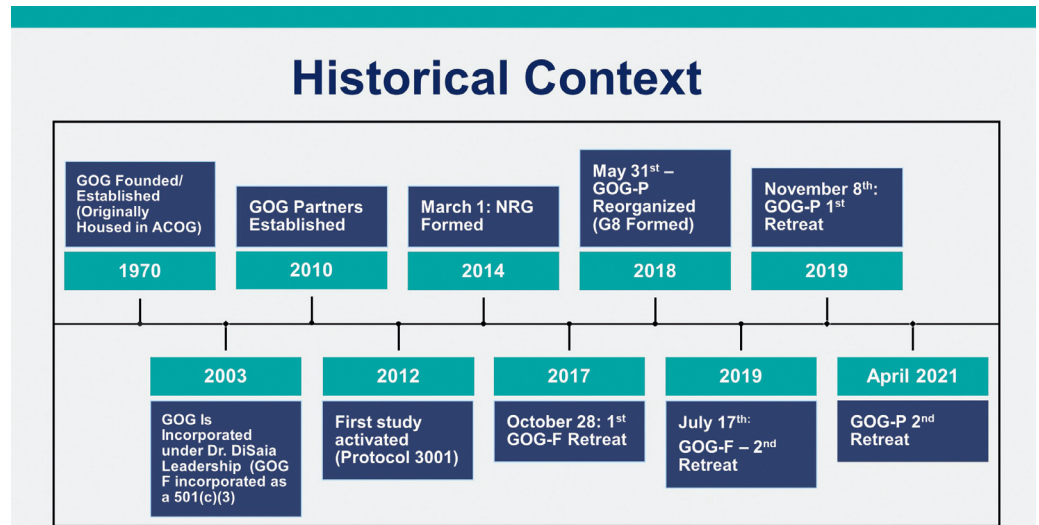 Historical Context
GOG Founded/
Established
(Originally
Housed in ACOG)
1970
GOG Partners
Established
2010
March 1: NRG
Formed
2014
May 31st –
GOG-P
Reorganized
(G8 Formed)
2018
November 8th:
GOG-P 1st
Retreat
2019
2003
GOG Is
Incorporated
under Dr. DiSaia
Leadership (GOG
F incorporated as
a 501(c)(3)
2012
First study
activated
(Protocol 3001)
2017
October 28: 1st
GOG-F Retreat
2019
July 17th:
GOG-F – 2nd
Retreat
April 2021
GOG-P 2nd
Retreat